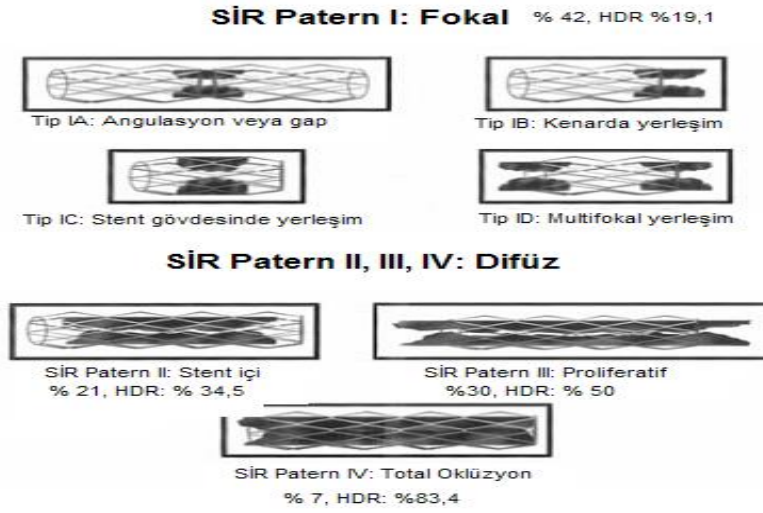 SİR Patern I: Fokal % 42, HDR %19,1
Tip IA: Angulasyon veya gap
Tip IB: Kenarda yerleşim
Tip IC: Stent gövdesinde yerleşim
Tip ID: Multifokal yerleşim
SİR Patern II, III, IV: Difüz
SİR Patern II: Stent içi
% 21, HDR: % 34,5
SİR Patern III: Proliferatif
%30, HDR: % 50
SİR Patern IV: Total Oklüzyon
% 7, HDR: %83,4